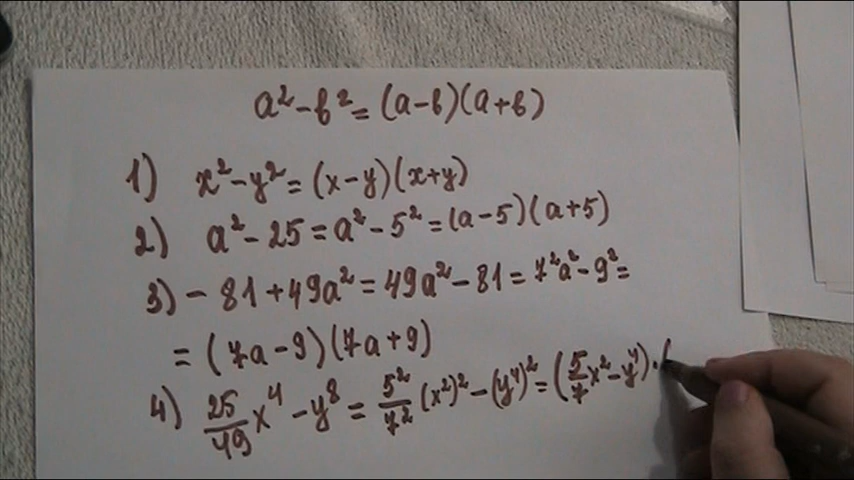 a² - b² = (a - b)(a + b)
1) x² - y² = (x - y)(x + y)
2) a² - 25 = a² - 5² = (a - 5)(a + 5)
3) - 81 + 49a² = 49a² - 81 = 7²a² - 9² =
= (7a - 9)(7a + 9)
4) 25/49 x⁴ - y⁸ = 5²/7² (x²)² - (y⁴)² = (5/7 x² - y⁴) · (